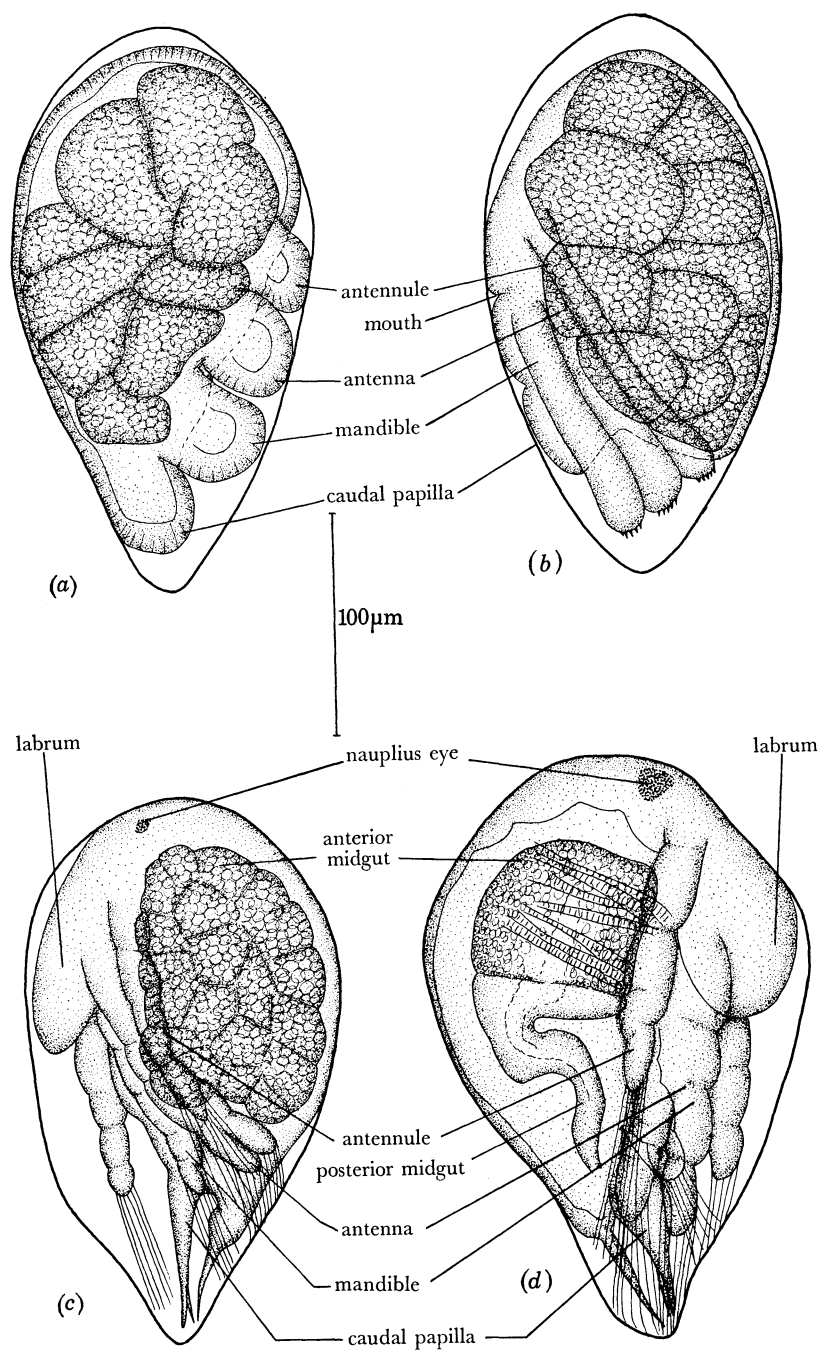 antennule
mouth
antenna
mandible
caudal papilla
(a)
(b)
100μm
labrum
nauplius eye
labrum
anterior
midgut
antennule
posterior midgut
antenna
mandible
caudal papilla
(c)
(d)